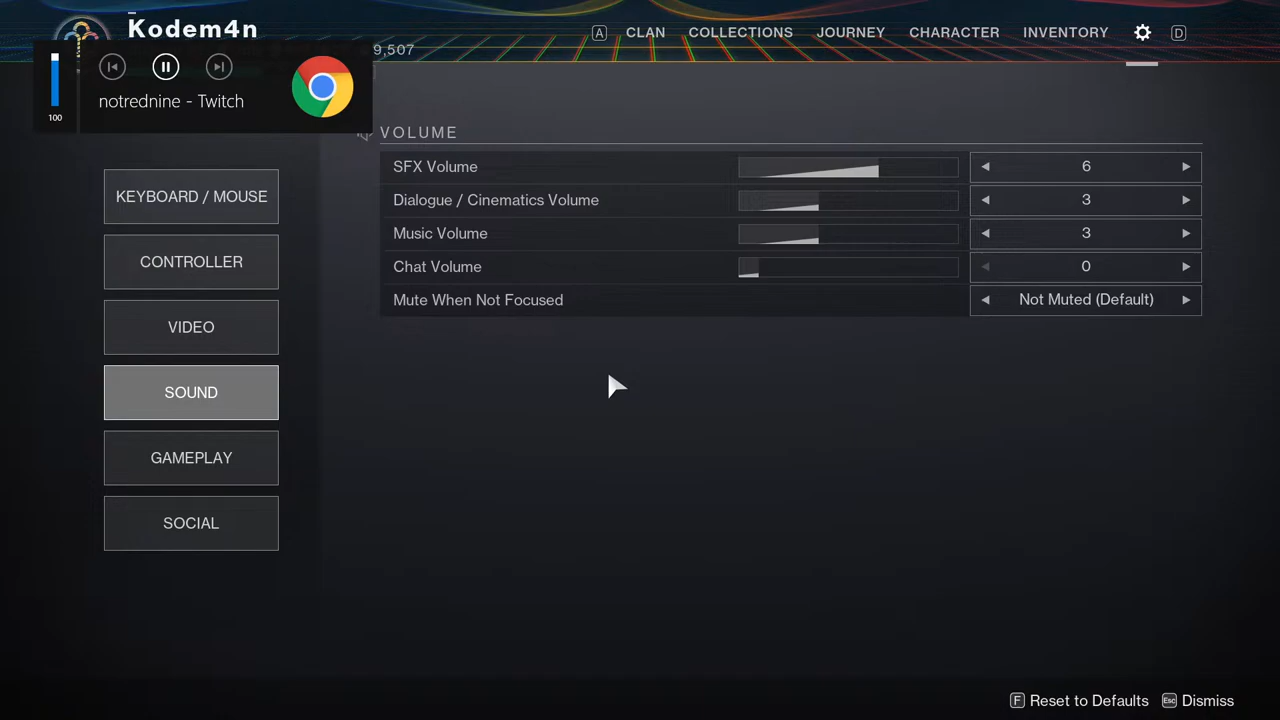 Kodem4n
9,507
A CLAN COLLECTIONS JOURNEY CHARACTER INVENTORY D
100
notrednine - Twitch
VOLUME
SFX Volume 6
Dialogue / Cinematics Volume 3
Music Volume 3
Chat Volume 0
Mute When Not Focused Not Muted (Default)
KEYBOARD / MOUSE
CONTROLLER
VIDEO
SOUND
GAMEPLAY
SOCIAL
F Reset to Defaults Esc Dismiss